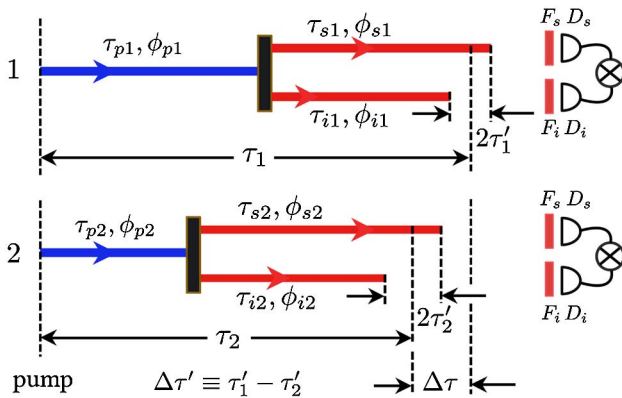 τ_{p1}, ϕ_{p1}
τ_{s1}, ϕ_{s1}
F_s D_s
1
τ_{i1}, ϕ_{i1}
F_i D_i
τ_1
2τ′_1
τ_{p2}, ϕ_{p2}
τ_{s2}, ϕ_{s2}
F_s D_s
2
τ_{i2}, ϕ_{i2}
F_i D_i
τ_2
2τ′_2
pump
Δτ′ ≡ τ′_1 − τ′_2
Δτ